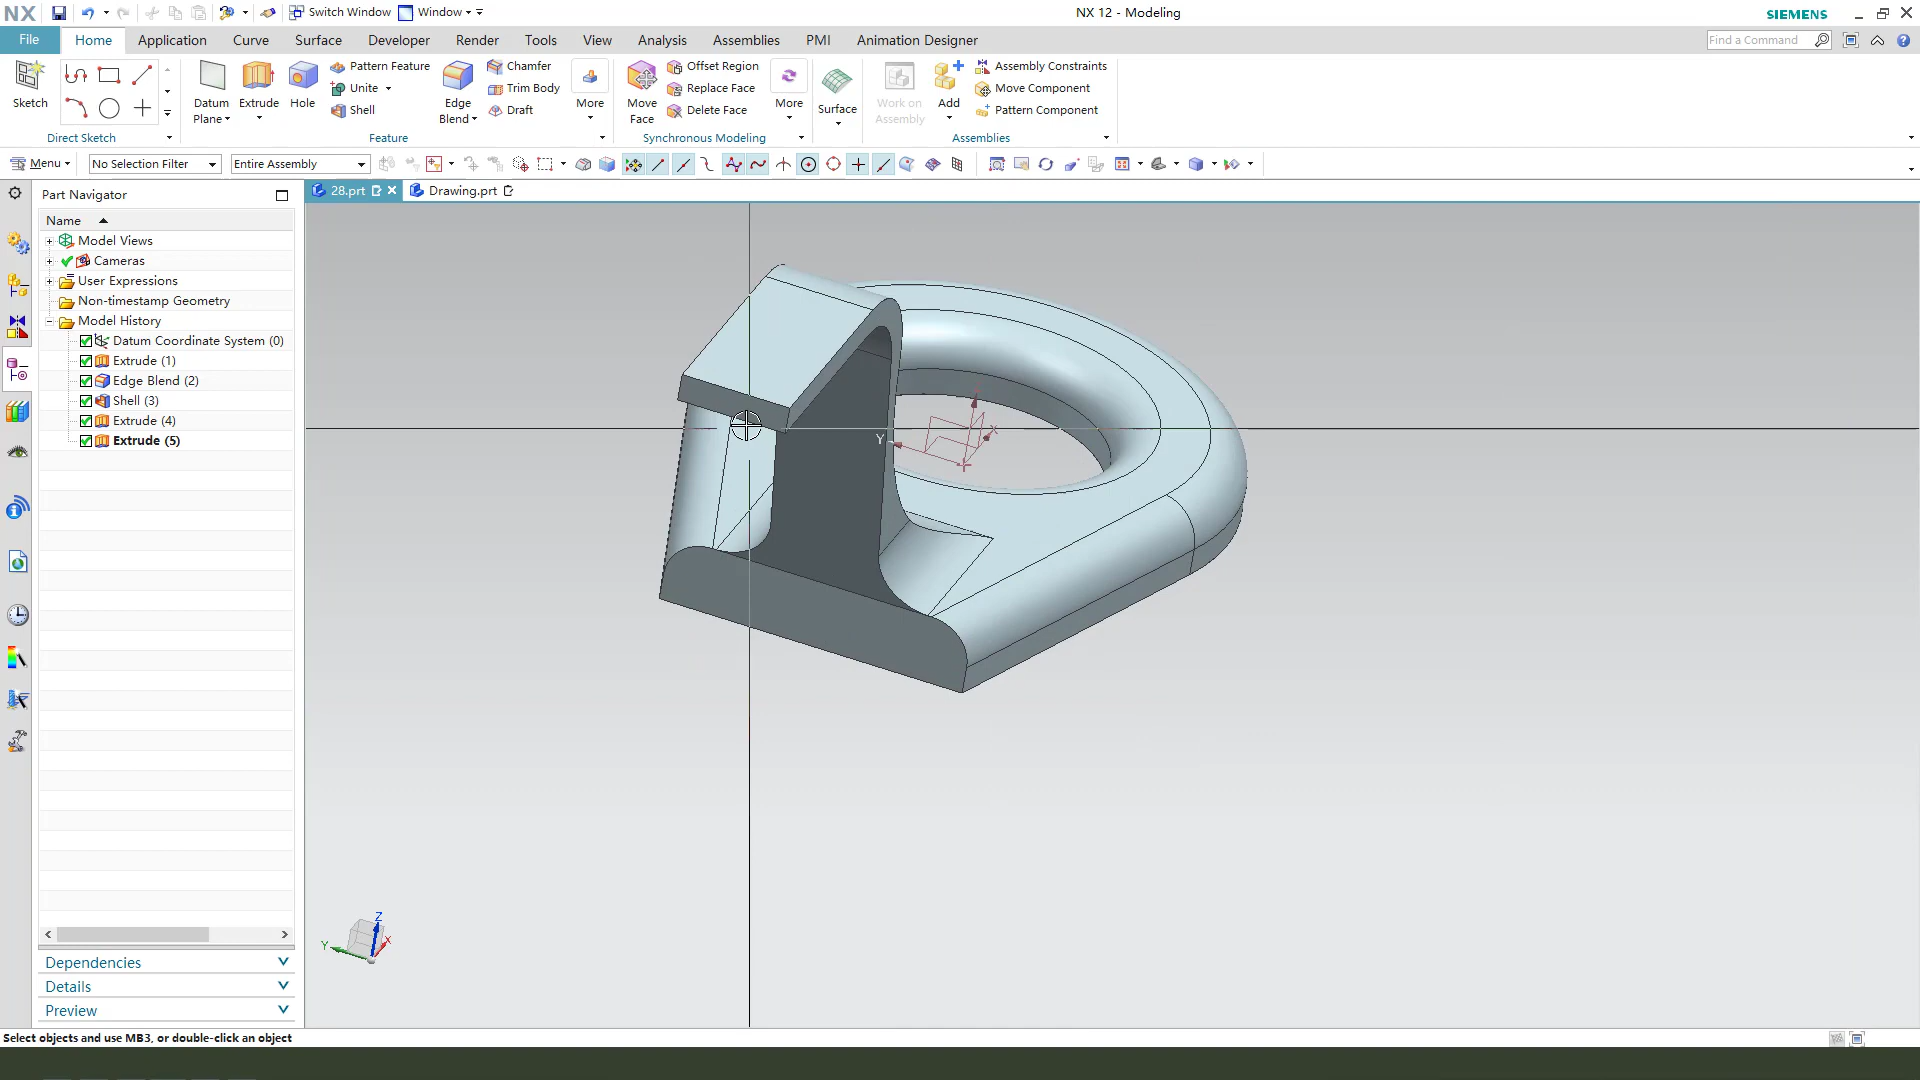 NX
Switch Window
Window
NX 12 - Modeling
SIEMENS
File
Home
Application
Curve
Surface
Developer
Render
Tools
View
Analysis
Assemblies
PMI
Animation Designer
Find a Command
Sketch
Direct Sketch
Datum
Plane
Extrude
Hole
Pattern Feature
Unite
Shell
Edge
Blend
Chamfer
Trim Body
Draft
More
Feature
Move
Face
Offset Region
Replace Face
Delete Face
More
Synchronous Modeling
Surface
Work on
Assembly
Add
Assembly Constraints
Move Component
Pattern Component
Assemblies
Menu
No Selection Filter
Entire Assembly
Part Navigator
28.prt
Drawing.prt
Name
Model Views
Cameras
User Expressions
Non-timestamp Geometry
Model History
Datum Coordinate System (0)
Extrude (1)
Edge Blend (2)
Shell (3)
Extrude (4)
Extrude (5)
Y
X
Z
Y
X
Dependencies
Details
Preview
Select objects and use MB3, or double-click an object